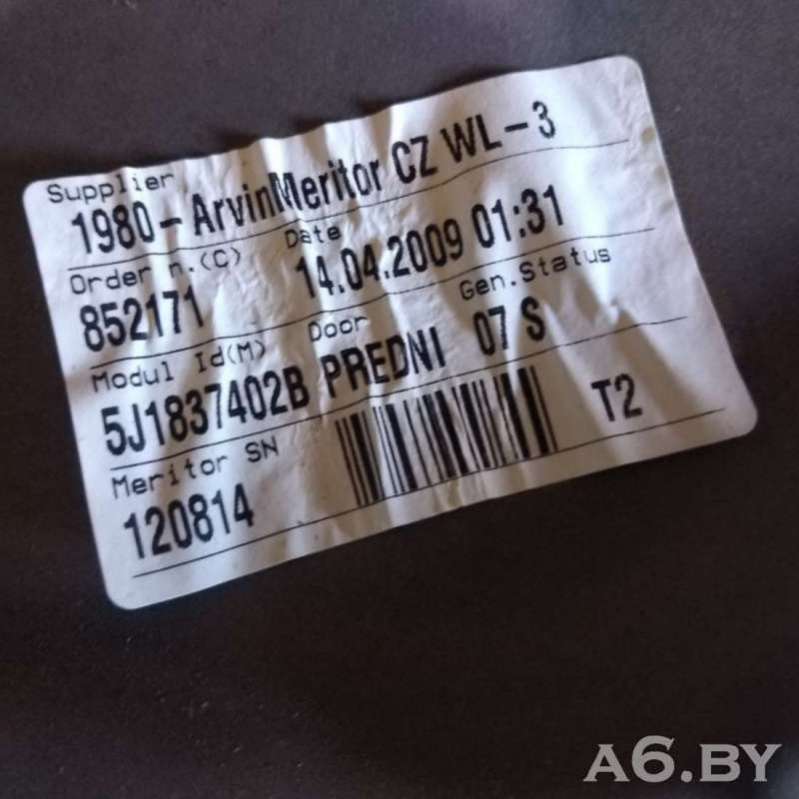 Supplier
1980-ArvinMeritor CZ WL-3
Order n.(C) Date
852171 14.04.2009 01:31
Modul Id(M) Door Gen.Status
5J1837402B PREDNI 07 S
Meritor SN
120814 T2
A6.BY